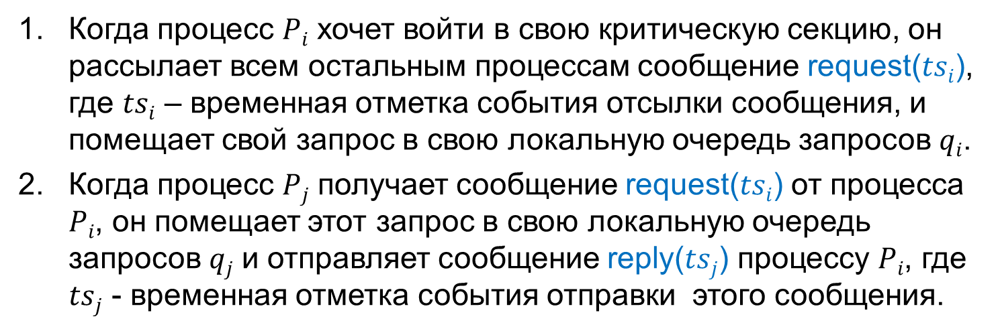 1. Когда процесс P_i хочет войти в свою критическую секцию, он
рассылает всем остальным процессам сообщение request(ts_i),
где ts_i – временная отметка события отсылки сообщения, и
помещает свой запрос в свою локальную очередь запросов q_i.
2. Когда процесс P_j получает сообщение request(ts_i) от процесса
P_i, он помещает этот запрос в свою локальную очередь
запросов q_j и отправляет сообщение reply(ts_j) процессу P_i, где
ts_j - временная отметка события отправки этого сообщения.